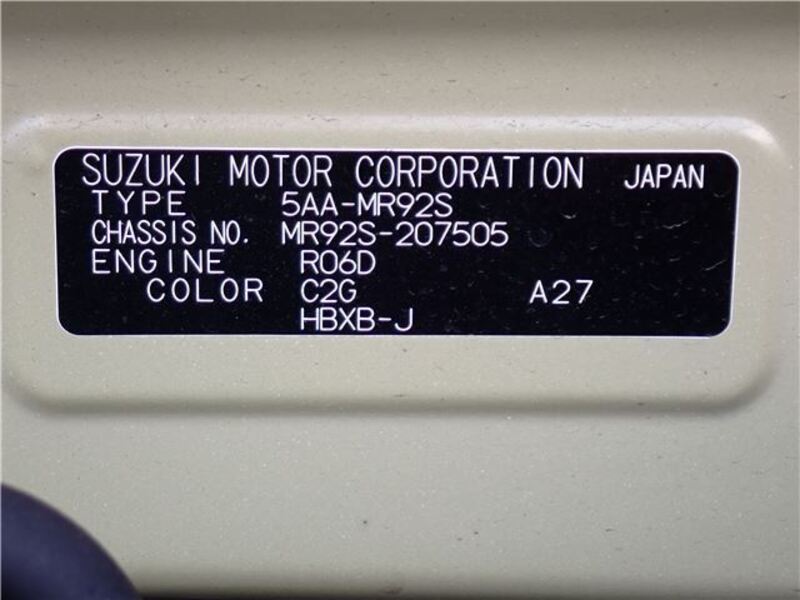 SUZUKI MOTOR CORPORATION JAPAN
TYPE 5AA-MR92S
CHASSIS NO. MR92S-207505
ENGINE R06D
COLOR C2G A27
HBXB-J